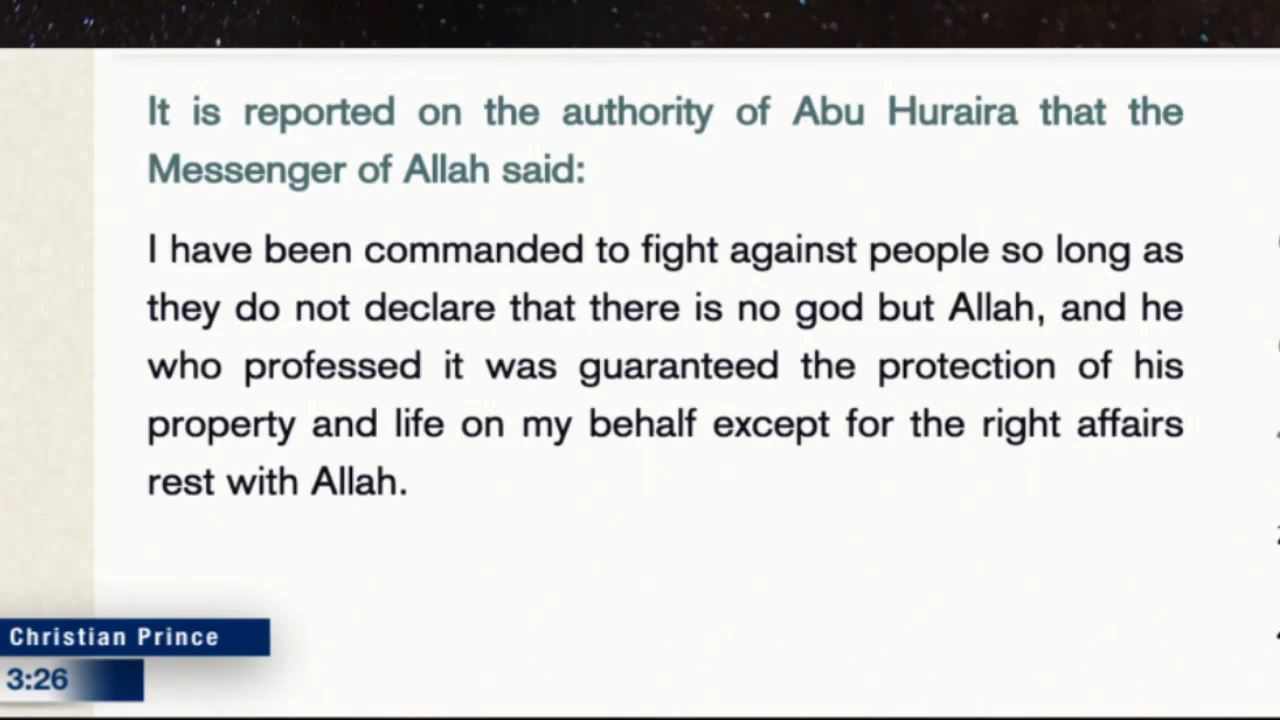 It is reported on the authority of Abu Huraira that the
Messenger of Allah said:
I have been commanded to fight against people so long as
they do not declare that there is no god but Allah, and he
who professed it was guaranteed the protection of his
property and life on my behalf except for the right affairs
rest with Allah.
Christian Prince
3:26